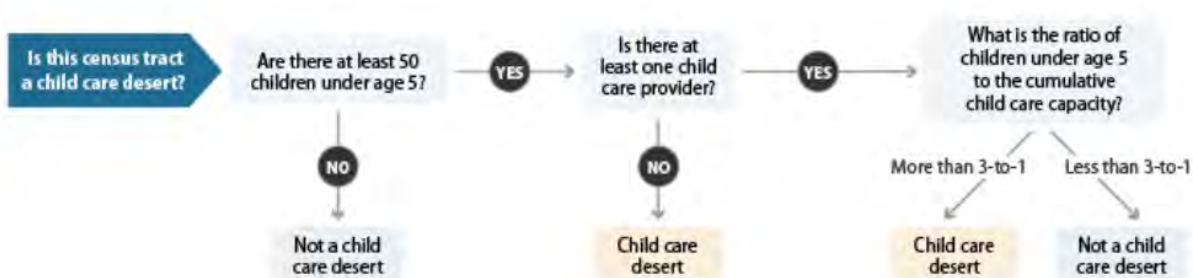 Is this census tract
a child care desert?
Are there at least 50
children under age 5?
YES
Is there at
least one child
care provider?
YES
What is the ratio of
children under age 5
to the cumulative
child care capacity?
NO
NO
More than 3-to-1
Less than 3-to-1
Not a child
care desert
Child care
desert
Child care
desert
Not a child
care desert